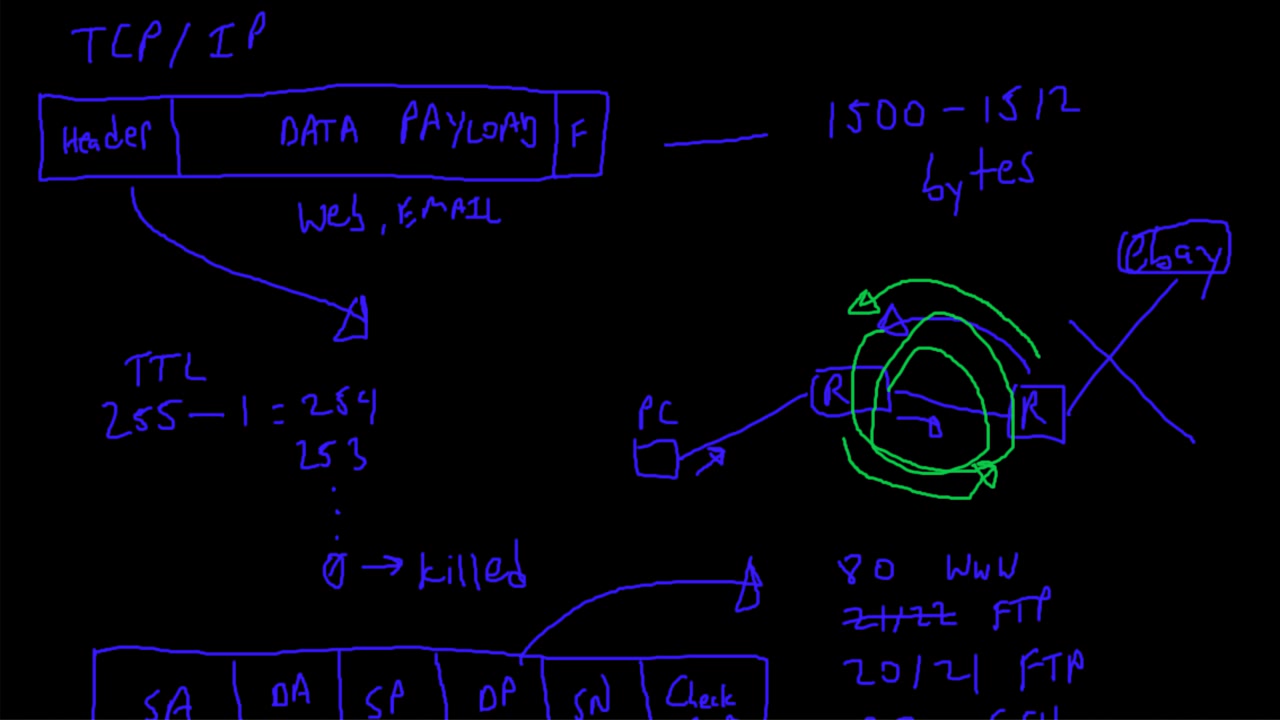 TCP/IP
Header DATA PAYLOAD F
1500-1512
bytes
Web, EMAIL
ebay
TTL
255-1=254
253
PC
R
R
0 → killed
80 WWW
21/22 FTP
20/21 FTP
SA DA SP DP SN Check